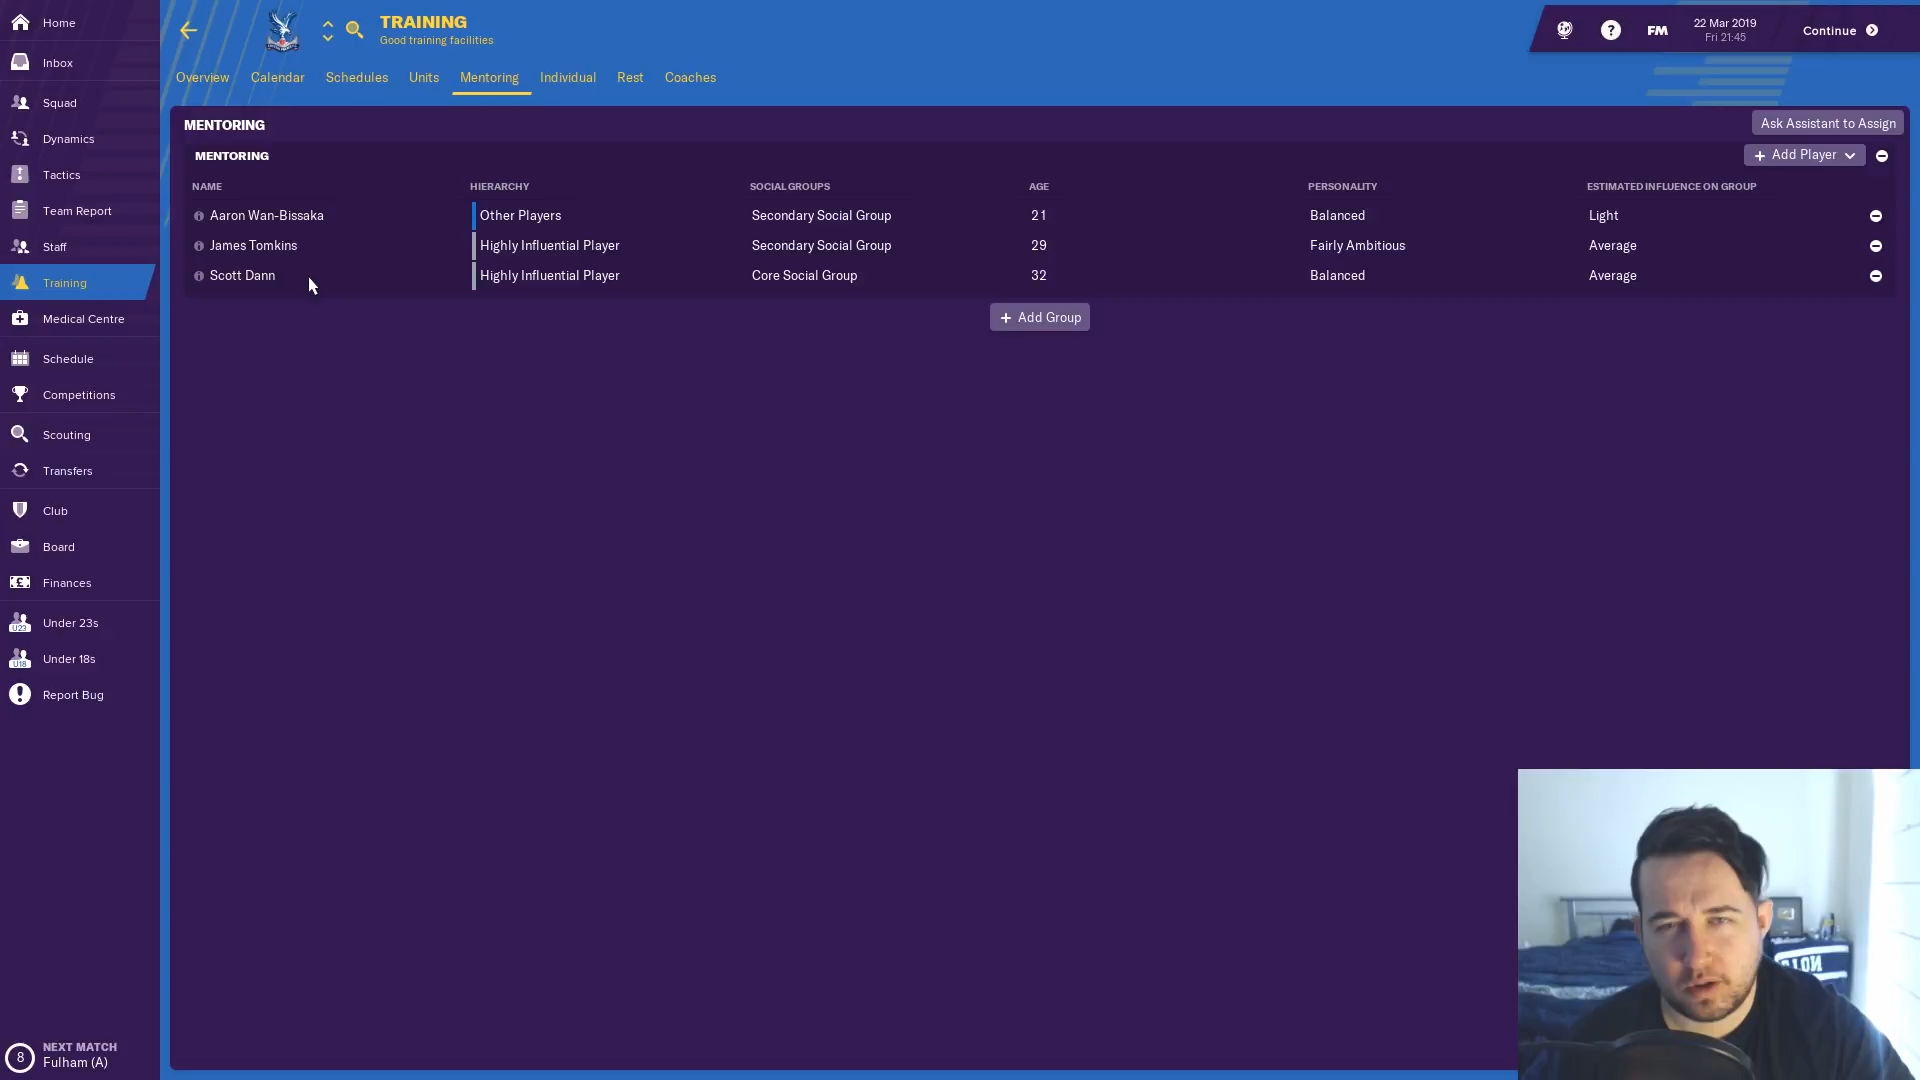 Home
Inbox
Squad
Dynamics
Tactics
Team Report
Staff
Training
Medical Centre
Schedule
Competitions
Scouting
Transfers
Club
Board
Finances
U23
Under 23s
U18
Under 18s
Report Bug
8
NEXT MATCH
Fulham (A)
TRAINING
Good training facilities
FM
22 Mar 2019
Fri 21:45
Continue
Overview
Calendar
Schedules
Units
Mentoring
Individual
Rest
Coaches
MENTORING
Ask Assistant to Assign
MENTORING
Add Player
NAME HIERARCHY SOCIAL GROUPS AGE PERSONALITY ESTIMATED INFLUENCE ON GROUP
Aaron Wan-Bissaka Other Players Secondary Social Group 21 Balanced Light
James Tomkins Highly Influential Player Secondary Social Group 29 Fairly Ambitious Average
Scott Dann Highly Influential Player Core Social Group 32 Balanced Average
Add Group